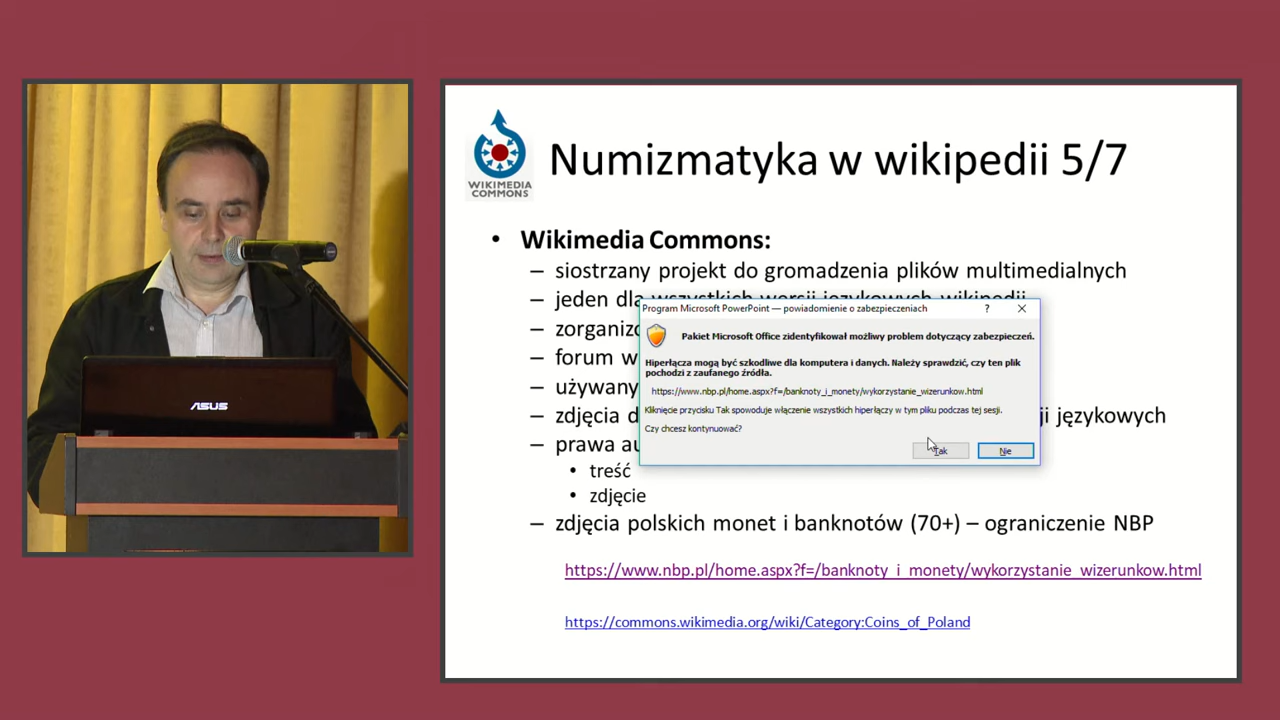 ASUS
WIKIMEDIA
COMMONS
Numizmatyka w wikipedii 5/7
• Wikimedia Commons:
– siostrzany projekt do gromadzenia plików multimedialnych
– jeden dla wszystkich wersji językowych wikipedii
– zorganizo
– forum w
– używany
– zdjęcia d ji językowych
– prawa au
• treść
• zdjęcie
– zdjęcia polskich monet i banknotów (70+) – ograniczenie NBP
https://www.nbp.pl/home.aspx?f=/banknoty_i_monety/wykorzystanie_wizerunkow.html
https://commons.wikimedia.org/wiki/Category:Coins_of_Poland
Program Microsoft PowerPoint — powiadomienie o zabezpieczeniach ?
Pakiet Microsoft Office zidentyfikował możliwy problem dotyczący zabezpieczeń.
Hiperłącza mogą być szkodliwe dla komputera i danych. Należy sprawdzić, czy ten plik
pochodzi z zaufanego źródła.
https://www.nbp.pl/home.aspx?f=/banknoty_i_monety/wykorzystanie_wizerunkow.html
Kliknięcie przycisku Tak spowoduje włączenie wszystkich hiperłączy w tym pliku podczas tej sesji.
Czy chcesz kontynuować?
Tak Nie